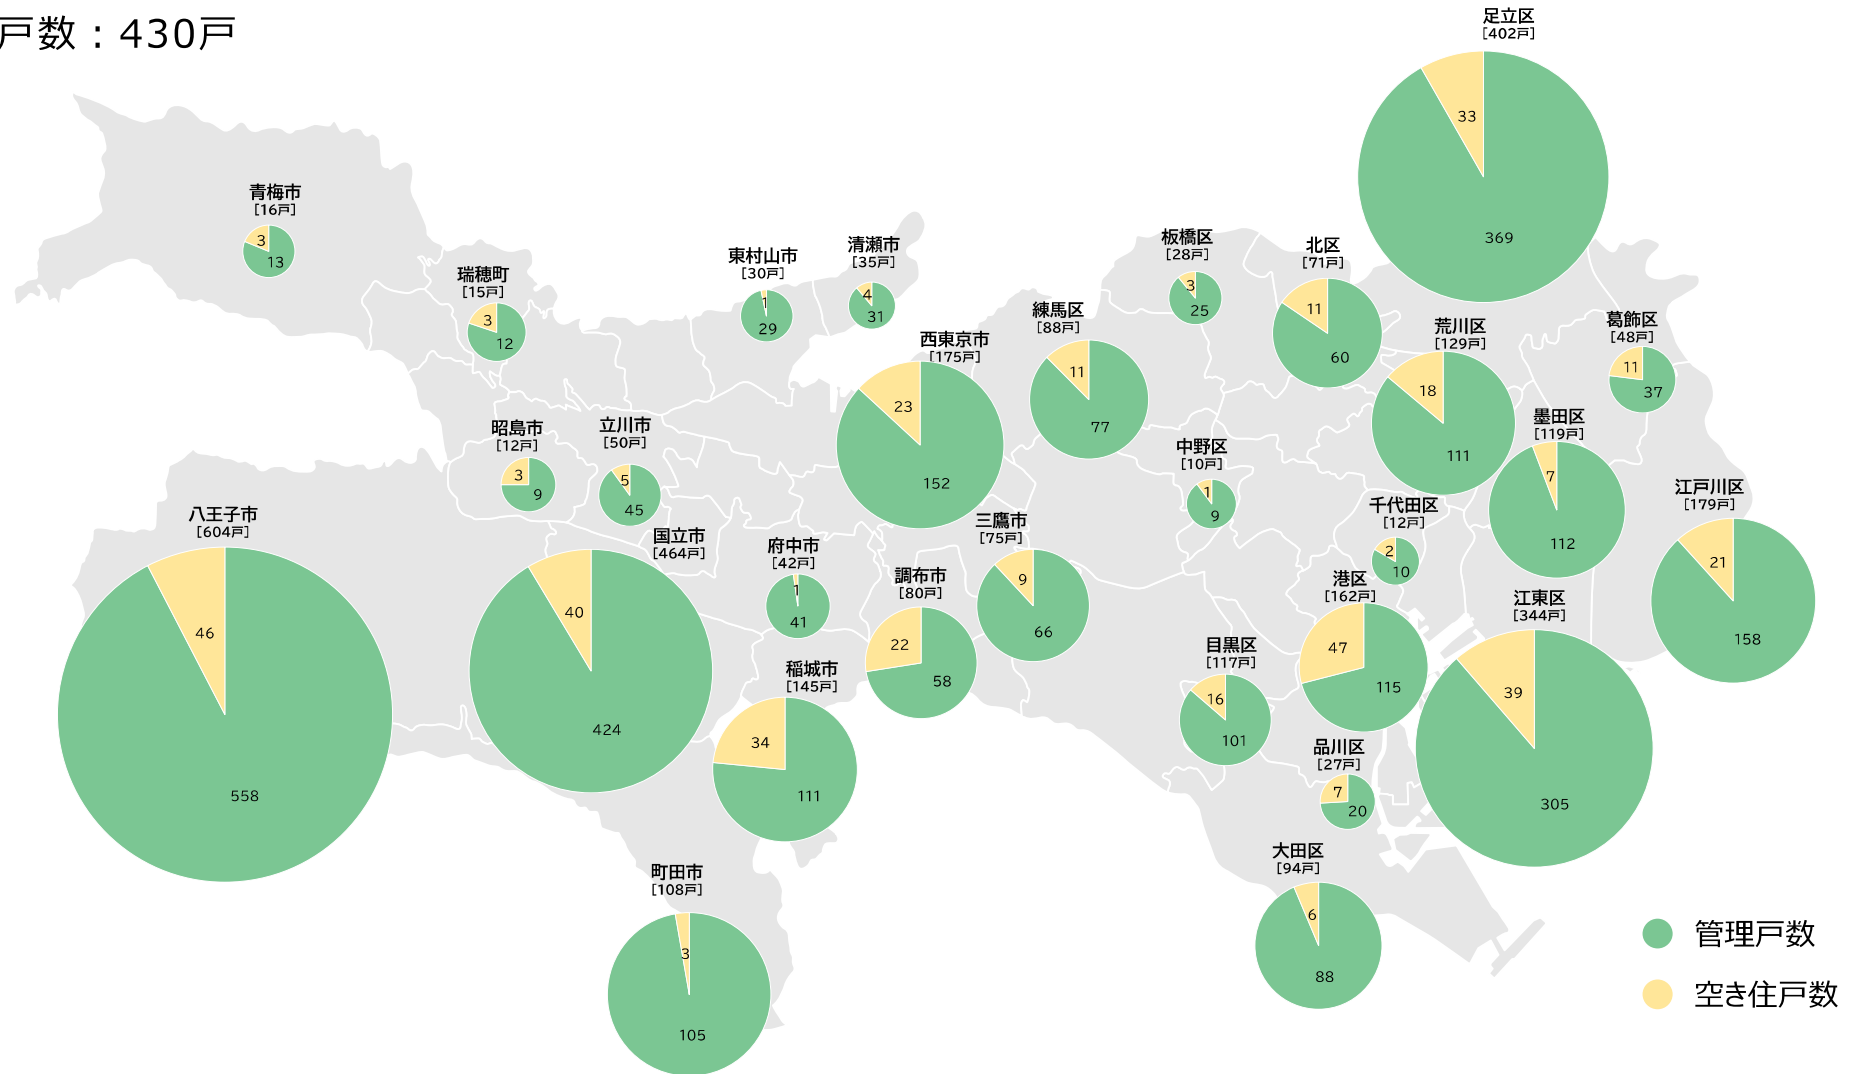 戸数：430戸
足立区
[402戸]
33
369
青梅市
[16戸]
3
13
瑞穂町
[15戸]
3
12
東村山市
[30戸]
1
29
清瀬市
[35戸]
4
31
板橋区
[28戸]
3
25
北区
[71戸]
11
60
練馬区
[88戸]
11
77
荒川区
[129戸]
18
111
葛飾区
[48戸]
11
37
西東京市
[175戸]
23
152
昭島市
[12戸]
3
9
立川市
[50戸]
5
45
中野区
[10戸]
1
9
墨田区
[119戸]
7
112
江戸川区
[179戸]
21
158
千代田区
[12戸]
2
10
八王子市
[604戸]
46
558
国立市
[464戸]
40
424
府中市
[42戸]
1
41
三鷹市
[75戸]
9
66
調布市
[80戸]
22
58
港区
[162戸]
47
115
江東区
[344戸]
39
305
目黒区
[117戸]
16
101
稲城市
[145戸]
34
111
品川区
[27戸]
7
20
町田市
[108戸]
3
105
大田区
[94戸]
6
88
管理戸数
空き住戸数